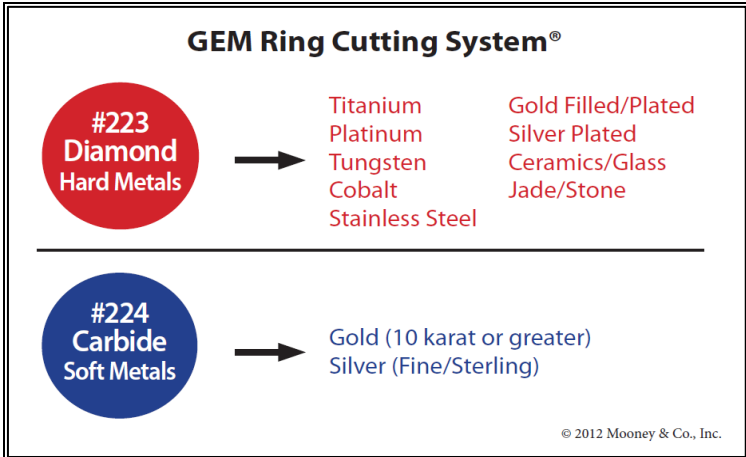 GEM Ring Cutting System®
#223
Diamond
Hard Metals
Titanium
Platinum
Tungsten
Cobalt
Stainless Steel
Gold Filled/Plated
Silver Plated
Ceramics/Glass
Jade/Stone
#224
Carbide
Soft Metals
Gold (10 karat or greater)
Silver (Fine/Sterling)
© 2012 Mooney & Co., Inc.